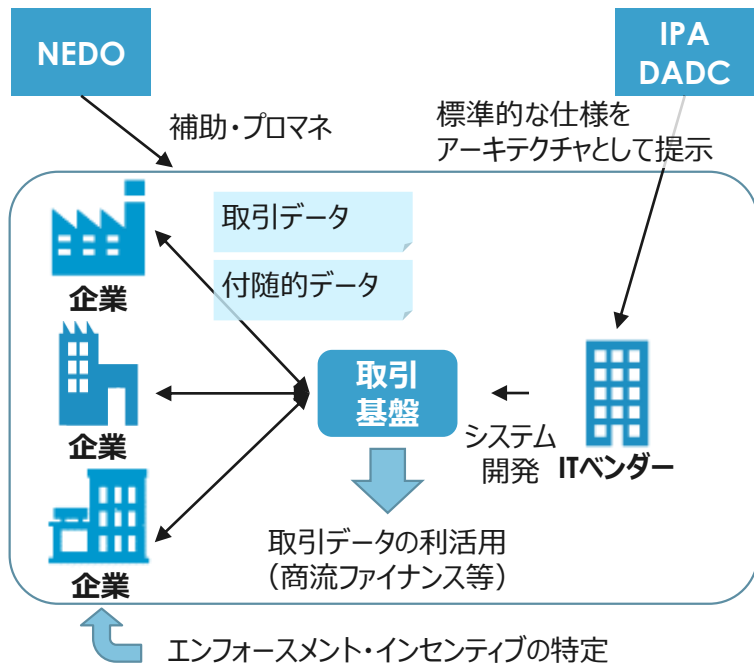 NEDO
IPA
DADC
補助・プロマネ
標準的な仕様を
アーキテクチャとして提示
取引データ
付随的データ
企業
企業
企業
取引
基盤
システム
開発
ITベンダー
取引データの利活用
（商流ファイナンス等）
エンフォースメント・インセンティブの特定